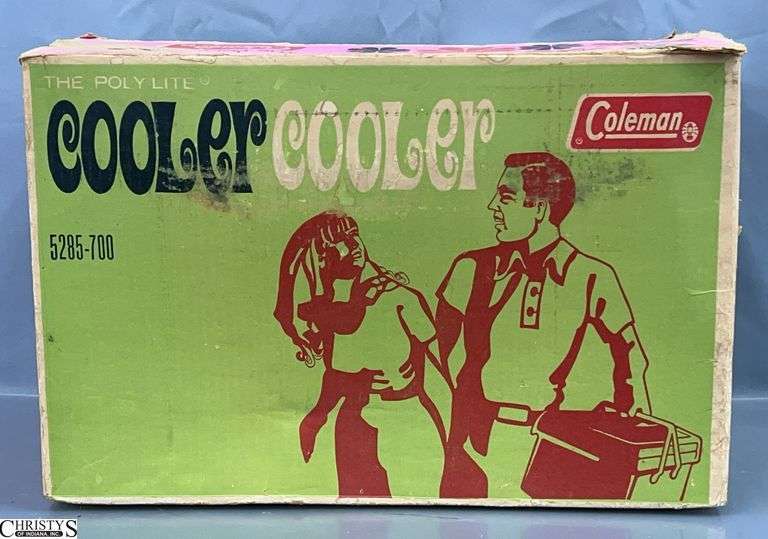 THE POLY LITE
COOLER COOLER
Coleman
5285-700
CHRISTY'S
OF INDIANA, INC.